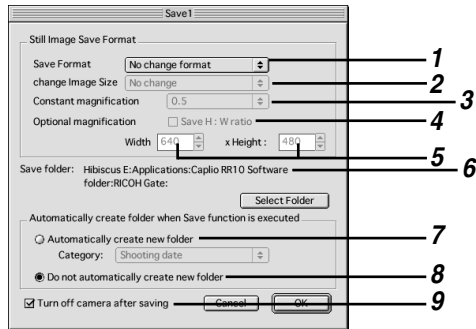 Save1
Still Image Save Format
Save Format No change format 1
change Image Size No change 2
Constant magnification 0.5 3
Optional magnification Save H : W ratio 4
Width 640 x Height : 480 5
Save folder: Hibiscus E:Applications:Caplio RR10 Software 6
folder:RICOH Gate:
Select Folder
Automatically create folder when Save function is executed
Automatically create new folder 7
Category: Shooting date
Do not automatically create new folder 8
Turn off camera after saving Cancel OK 9